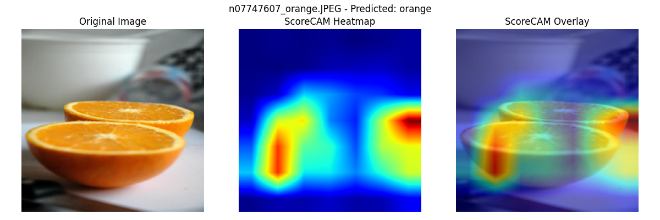 n07747607_orange.JPEG - Predicted: orange
Original Image
ScoreCAM Heatmap
ScoreCAM Overlay